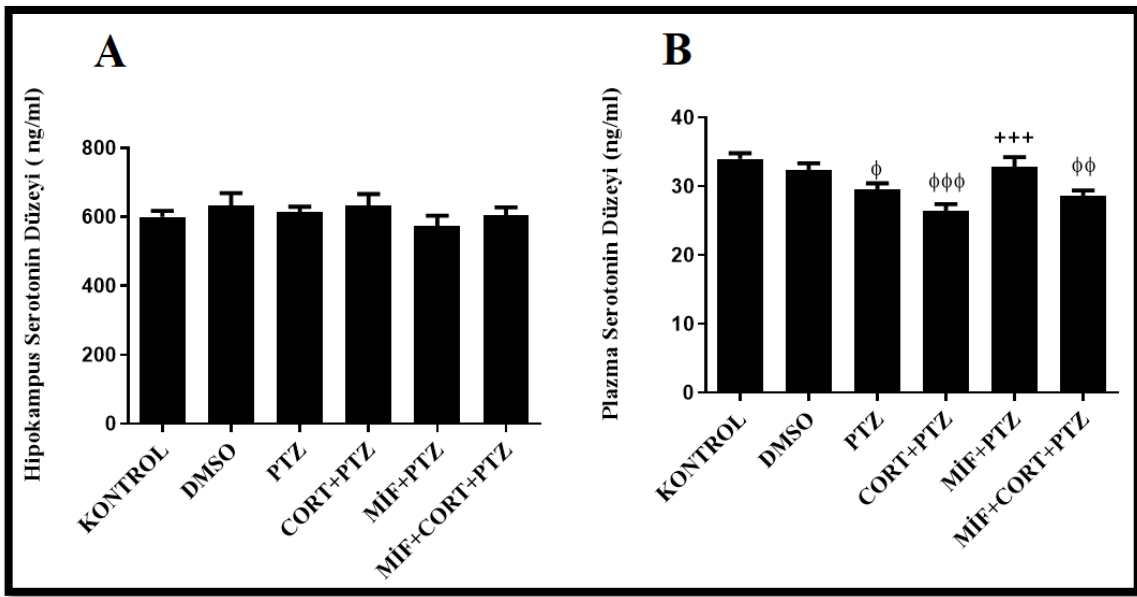 A
Hipokampus Serotonin Düzeyi ( ng/ml)
800
600
400
200
0
KONTROL
DMSO
PTZ
CORT+PTZ
MİF+PTZ
MİF+CORT+PTZ
B
Plazma Serotonin Düzeyi (ng/ml)
40
30
20
10
0
ϕ
ϕϕϕ
+++
ϕϕ
KONTROL
DMSO
PTZ
CORT+PTZ
MİF+PTZ
MİF+CORT+PTZ